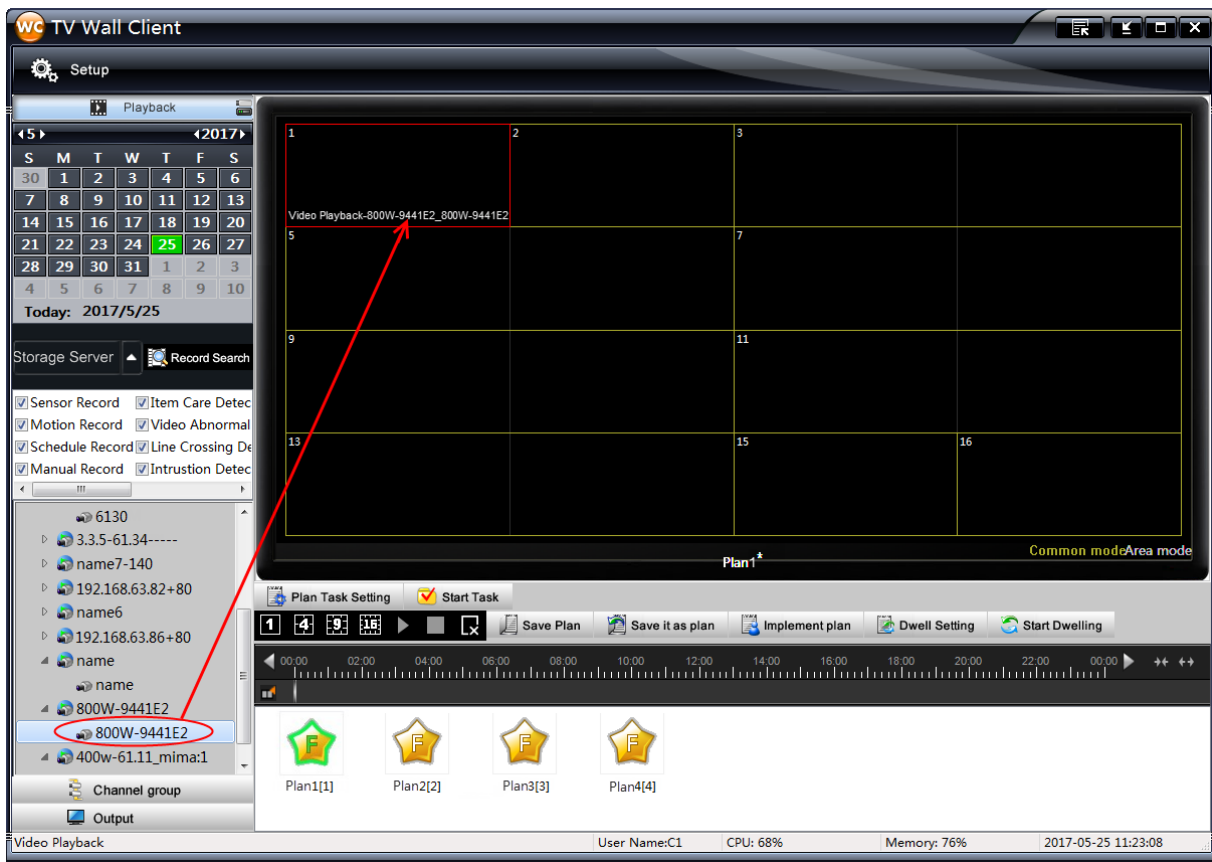 WC TV Wall Client
Setup
Playback
5 2017
S M T W T F S
30 1 2 3 4 5 6
7 8 9 10 11 12 13
14 15 16 17 18 19 20
21 22 23 24 25 26 27
28 29 30 31 1 2 3
4 5 6 7 8 9 10
Today: 2017/5/25
Storage Server Record Search
Sensor Record Item Care Detec
Motion Record Video Abnormal
Schedule Record Line Crossing De
Manual Record Intrustion Detec
6130
3.3.5-61.34-----
name7-140
192.168.63.82+80
name6
192.168.63.86+80
name
name
800W-9441E2
800W-9441E2
400w-61.11_mima:1
Channel group
Output
1 2 3
Video Playback-800W-9441E2_800W-9441E2
5 7
9 11
13 15 16
Common mode Area mode
Plan1*
Plan Task Setting Start Task
1 4 9 16 Save Plan Save it as plan Implement plan Dwell Setting Start Dwelling
00:00 02:00 04:00 06:00 08:00 10:00 12:00 14:00 16:00 18:00 20:00 22:00 00:00
F F F F
Plan1[1] Plan2[2] Plan3[3] Plan4[4]
Video Playback User Name:C1 CPU: 68% Memory: 76% 2017-05-25 11:23:08